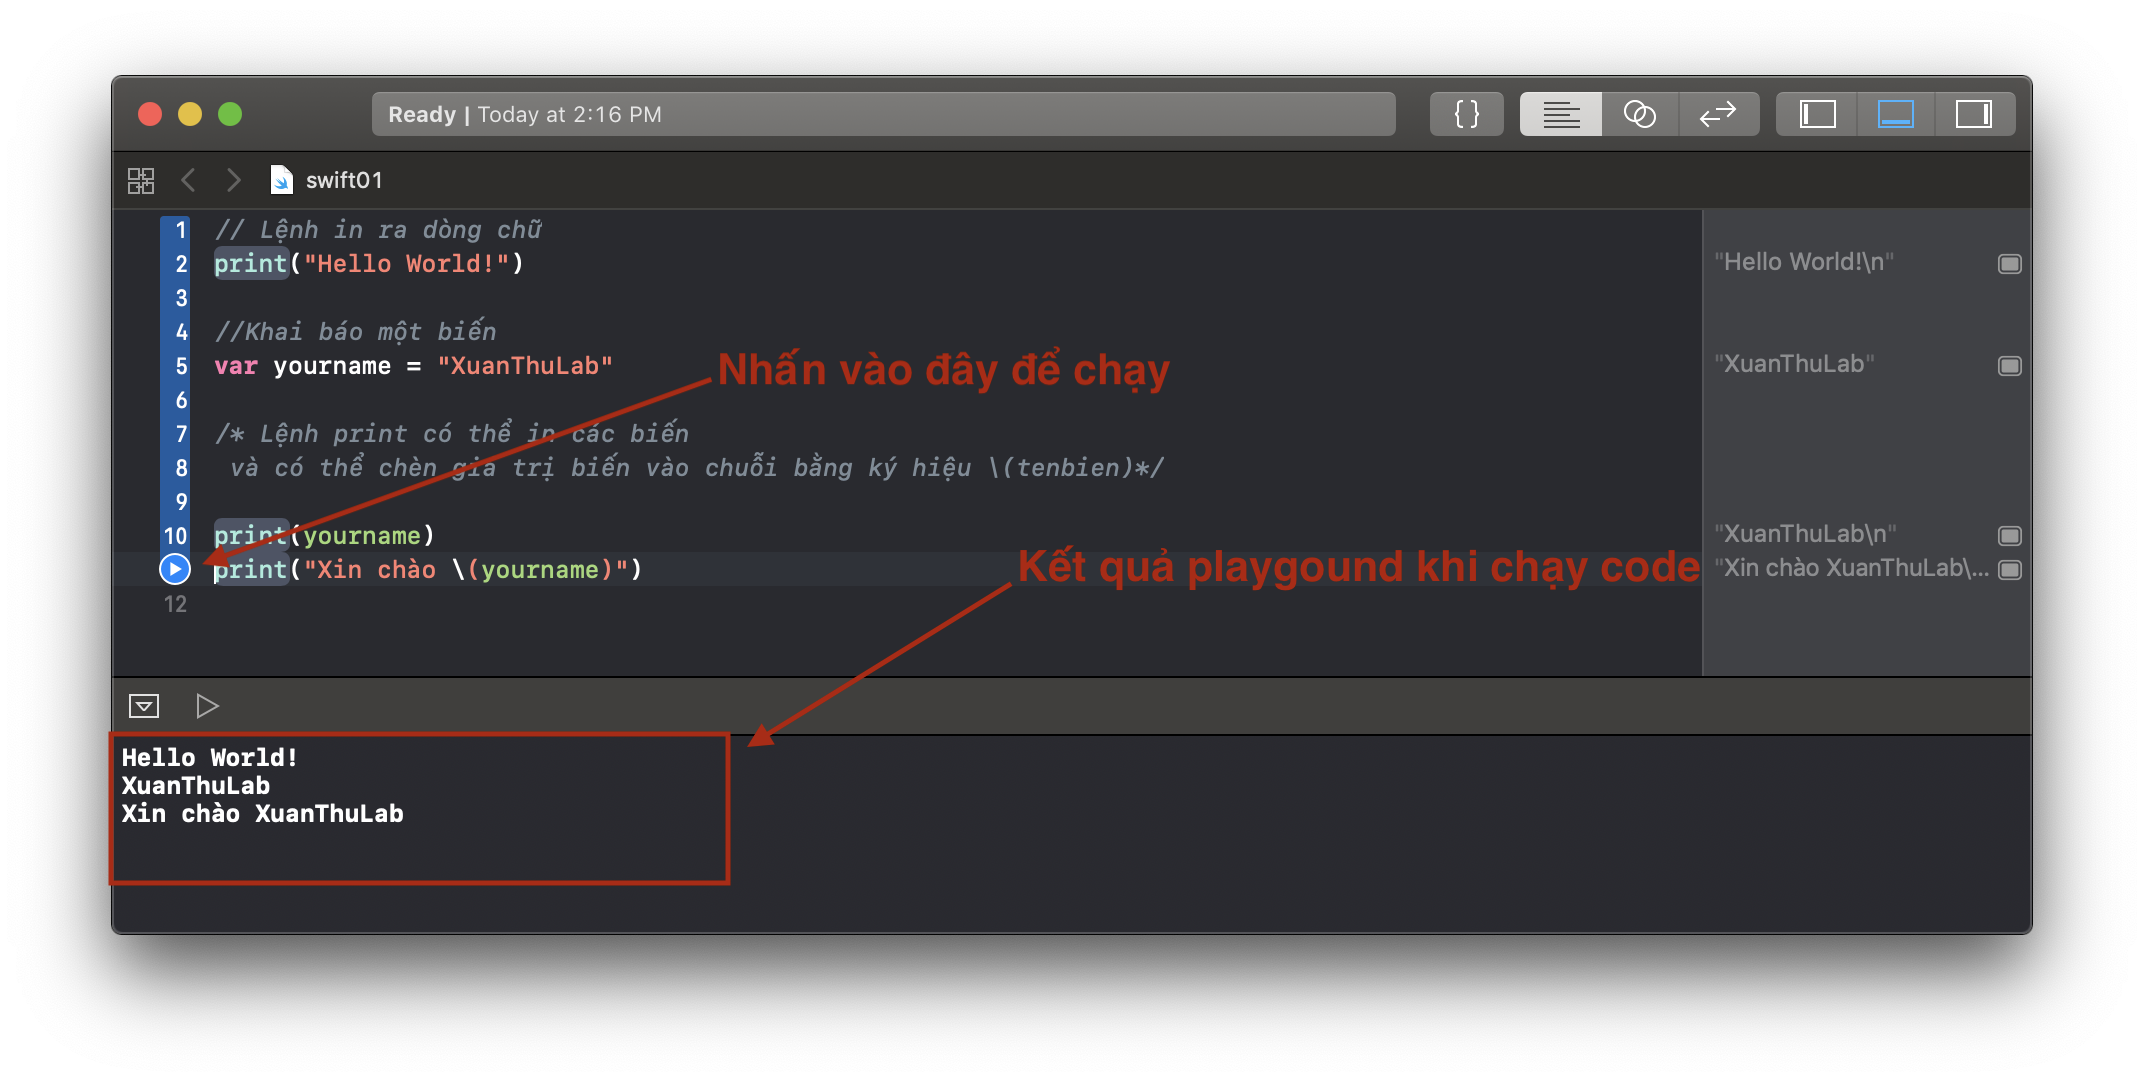 Ready | Today at 2:16 PM
{ }
swift01
1 // Lệnh in ra dòng chữ
2 print("Hello World!")
"Hello World!\n"
3
4 //Khai báo một biến
5 var yourname = "XuanThuLab"
Nhấn vào đây để chạy
"XuanThuLab"
6
7 /* Lệnh print có thể in các biến
8 và có thể chèn gia trị biến vào chuỗi bằng ký hiệu \(tenbien)*/
9
10 print(yourname)
"XuanThuLab\n"
print("Xin chào \(yourname)")
Kết quả playgound khi chạy code
"Xin chào XuanThuLab\...
12
Hello World!
XuanThuLab
Xin chào XuanThuLab